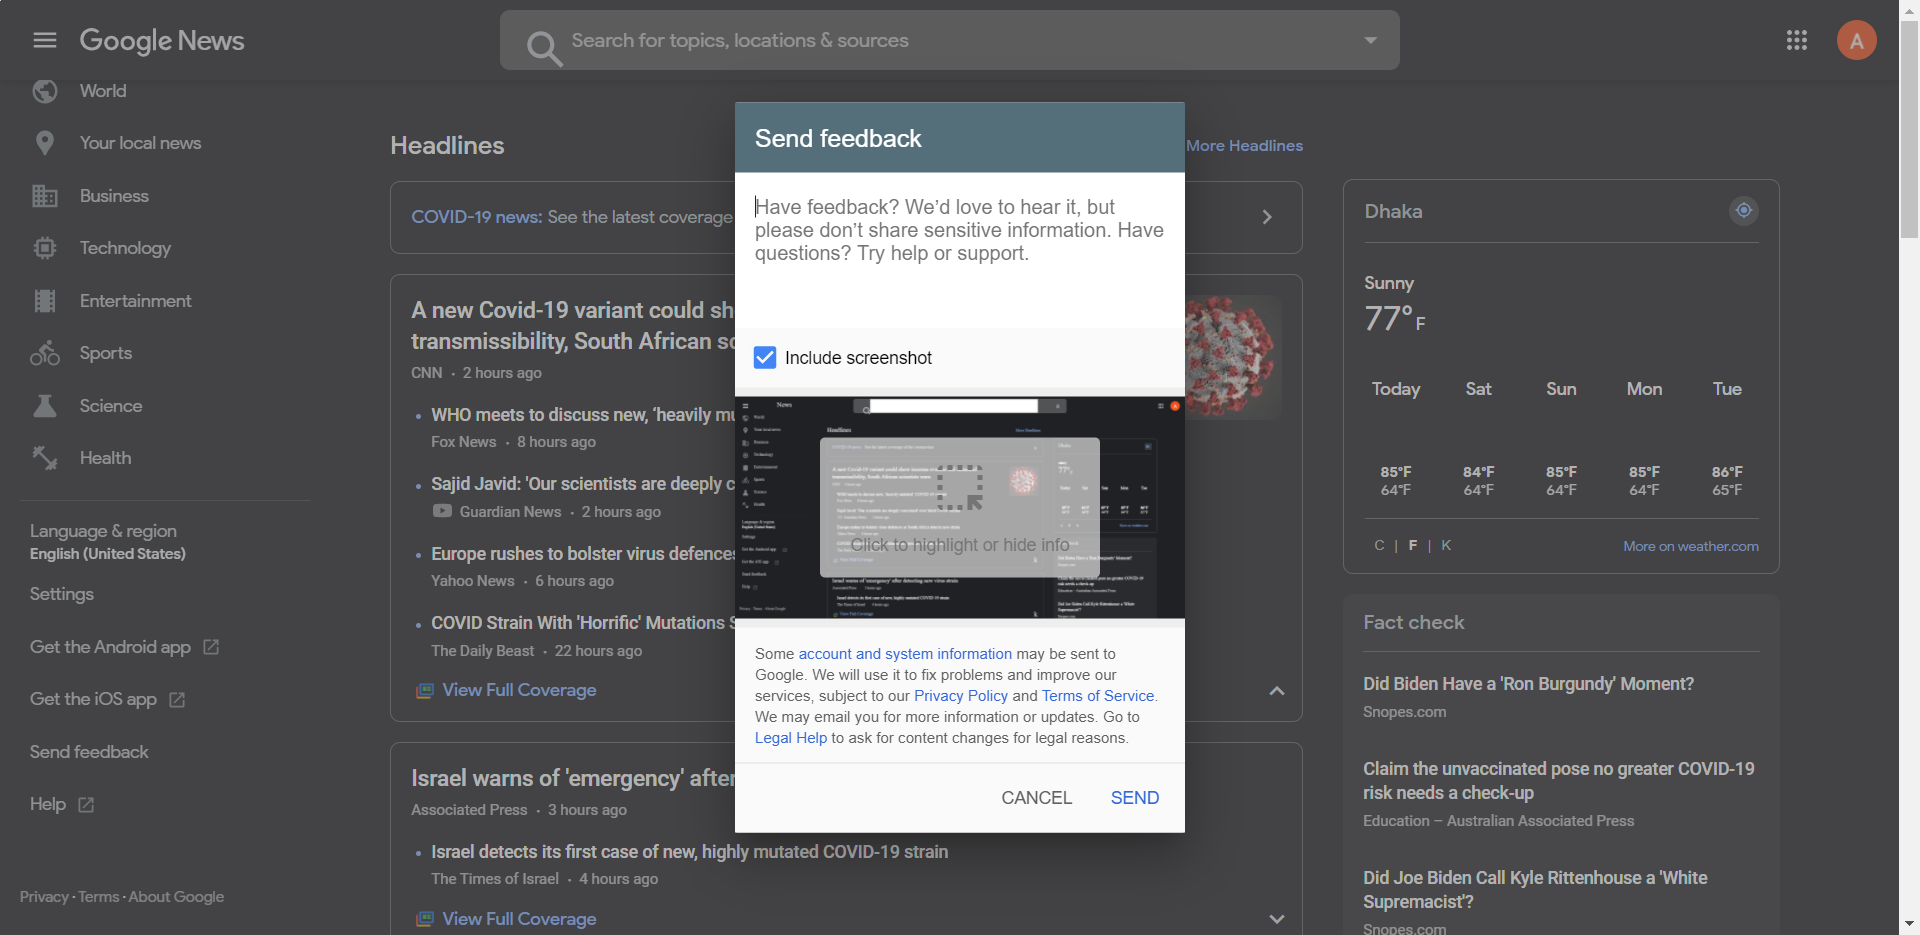 Google News
Search for topics, locations & sources
A
World
Your local news
Business
Technology
Entertainment
Sports
Science
Health
Language & region
English (United States)
Settings
Get the Android app
Get the iOS app
Send feedback
Help
Privacy · Terms · About Google
Headlines
More Headlines
COVID-19 news: See the latest coverage
A new Covid-19 variant could sh
transmissibility, South African sc
CNN · 2 hours ago
WHO meets to discuss new, ‘heavily mu
Fox News · 8 hours ago
Sajid Javid: 'Our scientists are deeply c
Guardian News · 2 hours ago
Europe rushes to bolster virus defences
Yahoo News · 6 hours ago
COVID Strain With 'Horrific' Mutations S
The Daily Beast · 22 hours ago
View Full Coverage
Israel warns of 'emergency' after
Associated Press · 3 hours ago
Israel detects its first case of new, highly mutated COVID-19 strain
The Times of Israel · 4 hours ago
View Full Coverage
Send feedback
Have feedback? We’d love to hear it, but
please don’t share sensitive information. Have
questions? Try help or support.
Include screenshot
News
Headlines
Click to highlight or hide info
Some account and system information may be sent to
Google. We will use it to fix problems and improve our
services, subject to our Privacy Policy and Terms of Service.
We may email you for more information or updates. Go to
Legal Help to ask for content changes for legal reasons.
CANCEL SEND
Dhaka
Sunny
77°F
Today Sat Sun Mon Tue
85°F 84°F 85°F 85°F 86°F
64°F 64°F 64°F 64°F 65°F
C | F | K
More on weather.com
Fact check
Did Biden Have a 'Ron Burgundy' Moment?
Snopes.com
Claim the unvaccinated pose no greater COVID-19
risk needs a check-up
Education – Australian Associated Press
Did Joe Biden Call Kyle Rittenhouse a 'White
Supremacist'?
Snopes.com